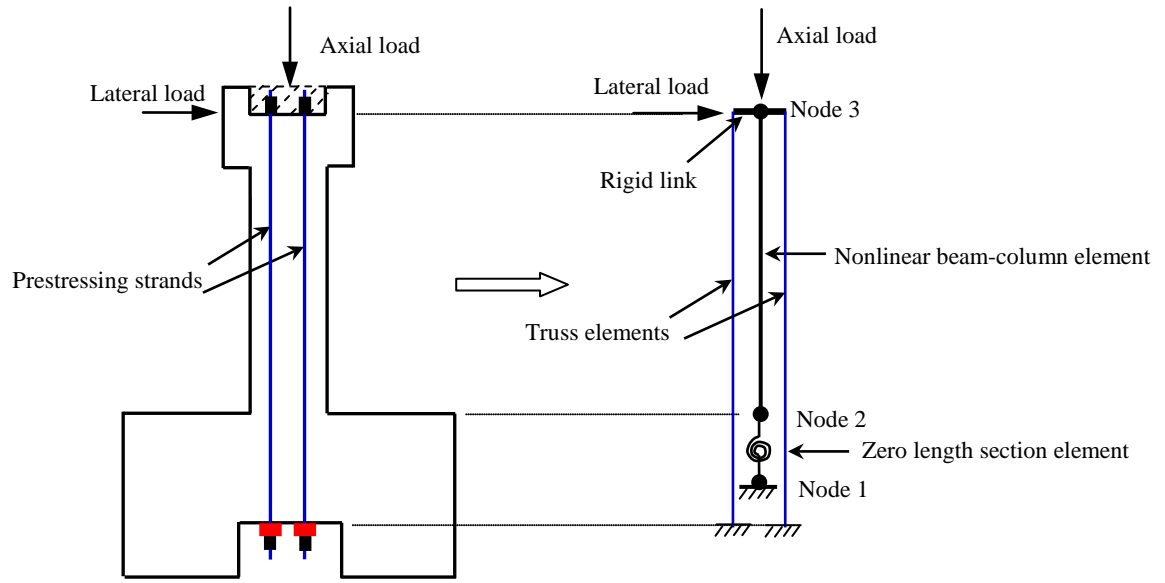 Axial load
Lateral load
Prestressing strands
Axial load
Lateral load
Node 3
Rigid link
Nonlinear beam-column element
Truss elements
Node 2
Zero length section element
Node 1